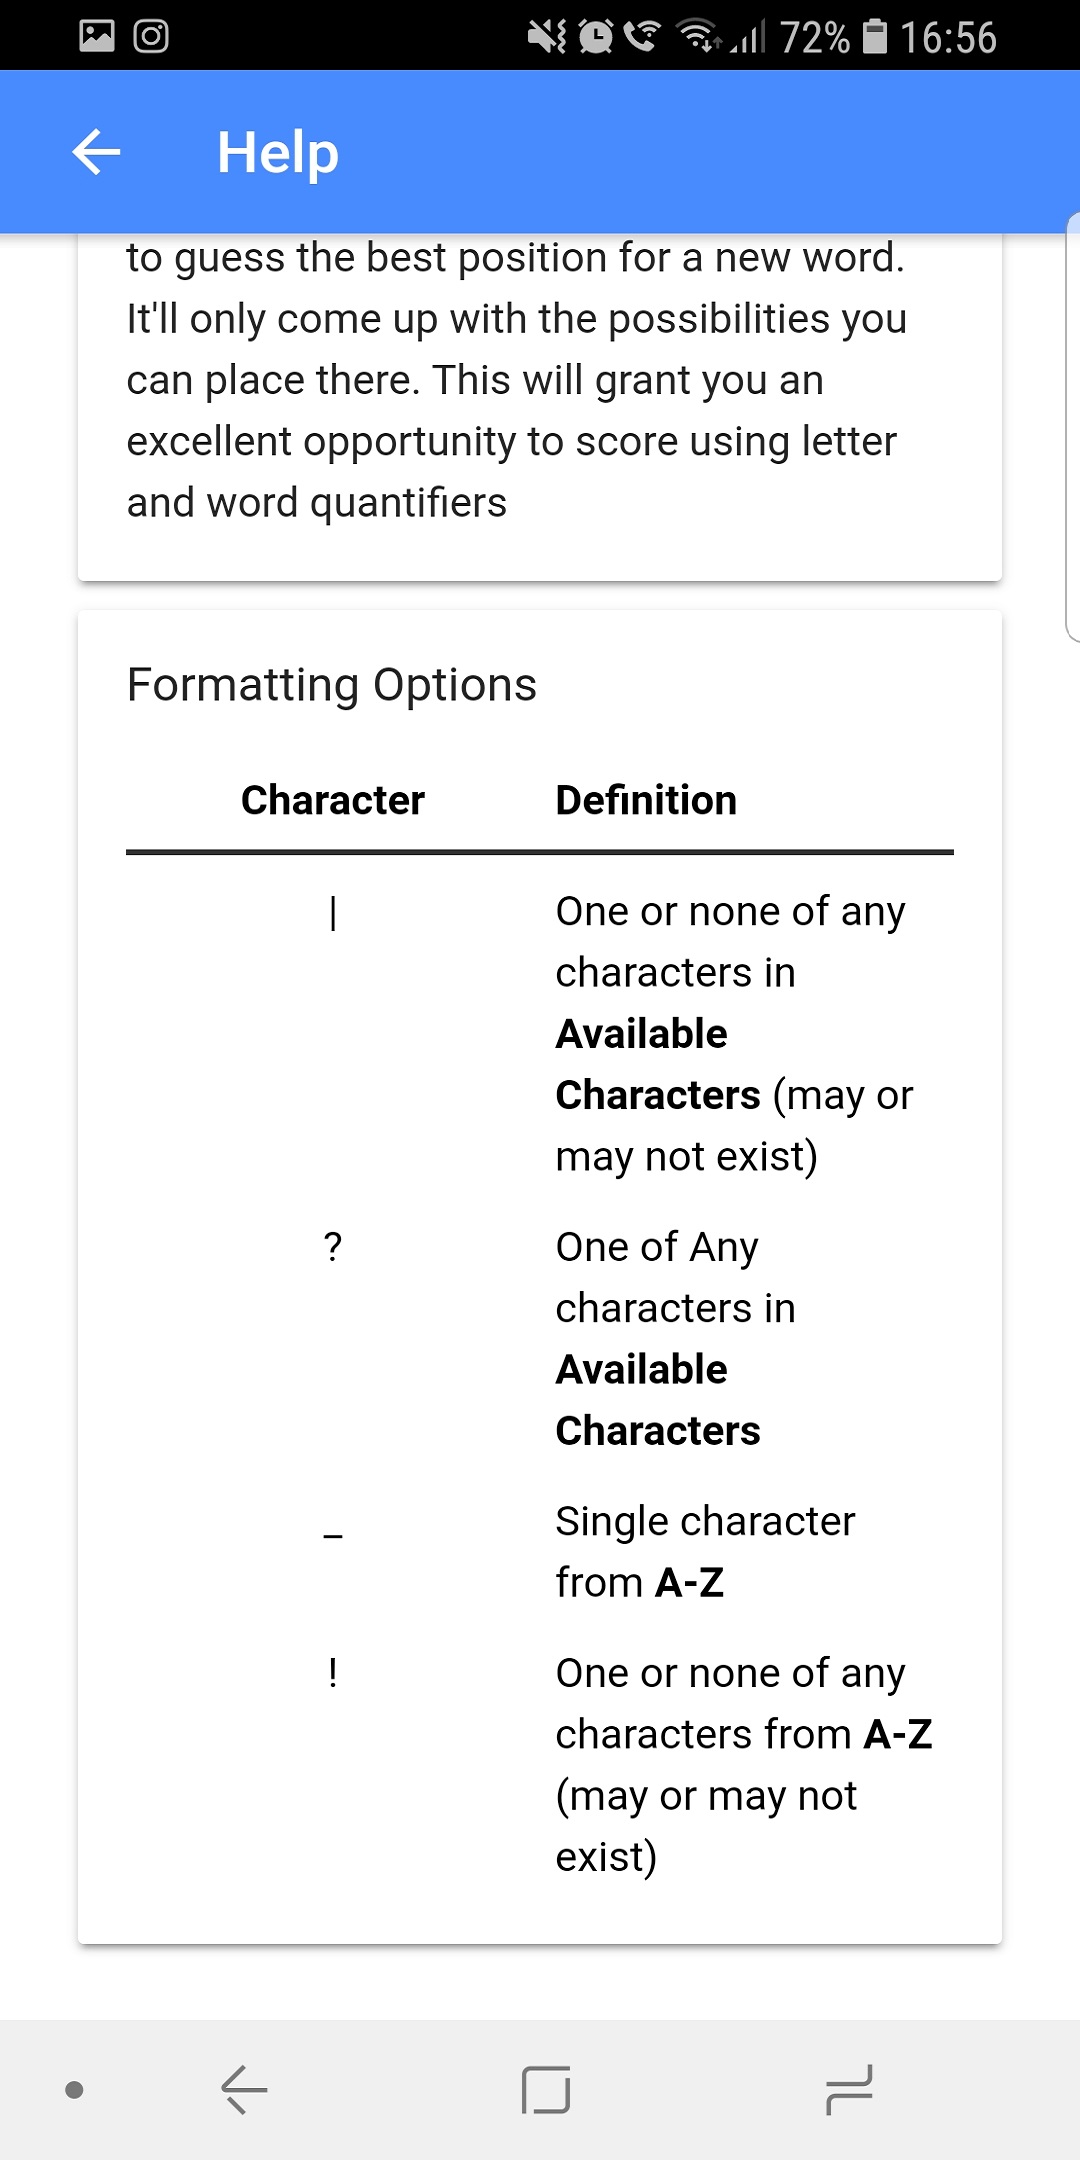 72% 16:56
Help
to guess the best position for a new word.
It'll only come up with the possibilities you
can place there. This will grant you an
excellent opportunity to score using letter
and word quantifiers
Formatting Options
Character Definition
| One or none of any
characters in
Available
Characters (may or
may not exist)
? One of Any
characters in
Available
Characters
_ Single character
from A-Z
! One or none of any
characters from A-Z
(may or may not
exist)